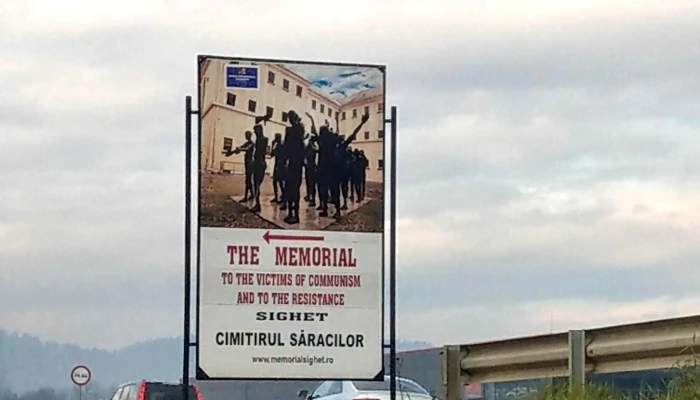 THE MEMORIAL
TO THE VICTIMS OF COMMUNISM
AND TO THE RESISTANCE
SIGHET
CIMITIRUL SĂRACILOR
www.memorialsighet.ro